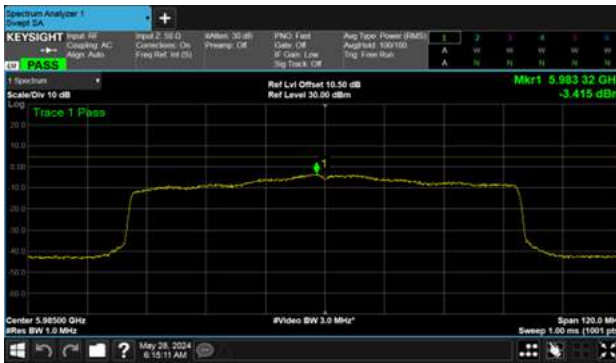 Spectrum Analyzer 1
Swept SA
+
KEYSIGHT Input: RF
Coupling: AC
Align: Auto
Input Z: 50 Ω
Corrections: On
Freq Ref: Int (S)
#Atten: 30 dB
Preamp: Off
PNO: Fast
Gate: Off
IF Gain: Low
Sig Track: Off
Avg Type: Power (RMS)
Avg|Hold: 100/100
Trig: Free Run
1 2 3 4 5 6
A W W W W W
A N N N N N
LXI PASS
1 Spectrum
Scale/Div 10 dB
Ref Lvl Offset 10.50 dB
Ref Level 30.00 dBm
Mkr1 5.983 32 GH
-3.415 dBr
Log
Trace 1 Pass
20.0
10.0
0.00
-10.0
-20.0
-30.0
-40.0
-50.0
-60.0
1
Center 5.98500 GHz
#Res BW 1.0 MHz
#Video BW 3.0 MHz*
Span 120.0 MH
Sweep 1.00 ms (1001 pts
?
May 28, 2024
6:15:11 AM